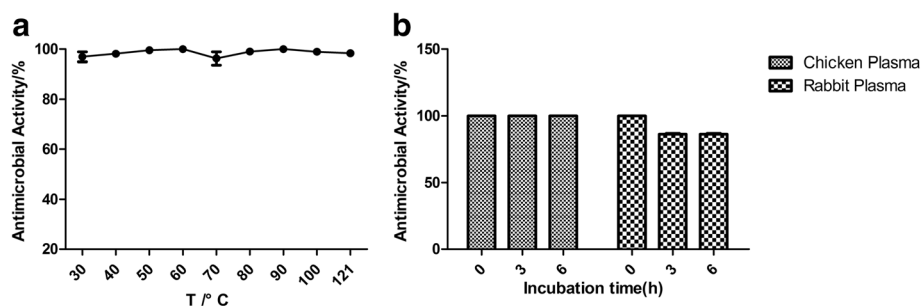 a
Antimicrobial Activity/%
100
80
60
40
20
30 40 50 60 70 80 90 100 121
T /° C
b
Antimicrobial Activity/%
150
100
50
0
0 3 6 0 3 6
Incubation time(h)
Chicken Plasma
Rabbit Plasma